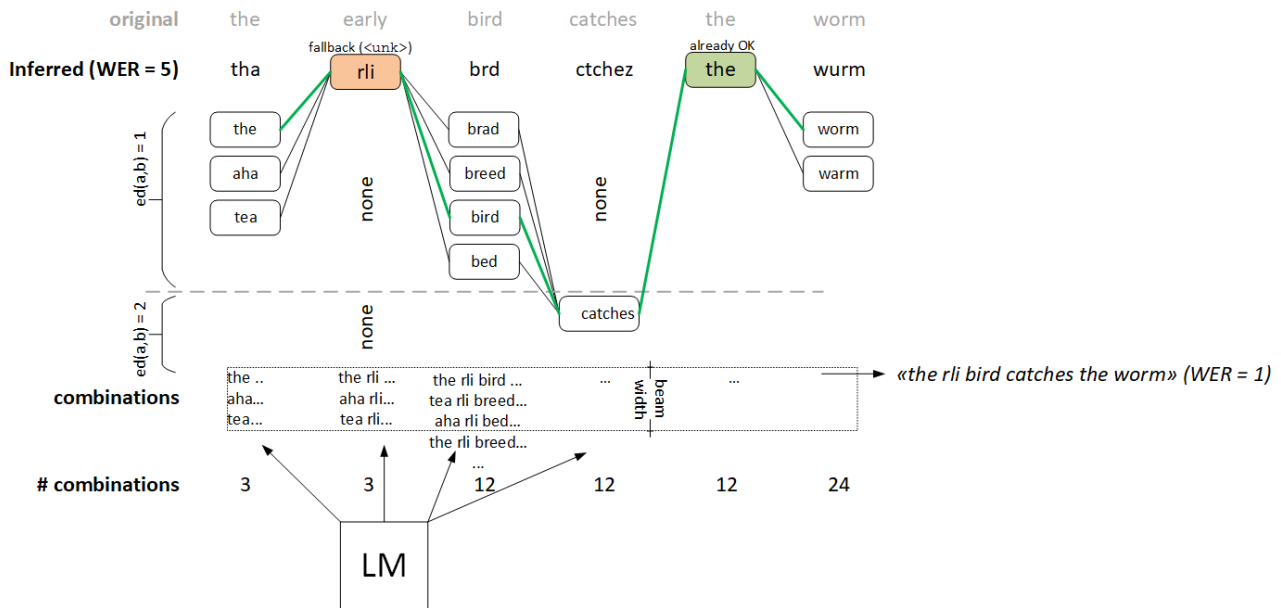 original the early bird catches the worm
fallback (<unk>) already OK
Inferred (WER = 5) tha rli brd ctchez the wurm
ed(a,b) = 1
the brad worm
aha none breed none warm
tea bird
bed
ed(a,b) = 2
none catches
combinations
the .. the rli ... the rli bird ... ... ...
aha... aha rli... tea rli breed...
tea... tea rli... aha rli bed...
the rli breed...
...
beam
width
«the rli bird catches the worm» (WER = 1)
# combinations 3 3 12 12 12 24
LM